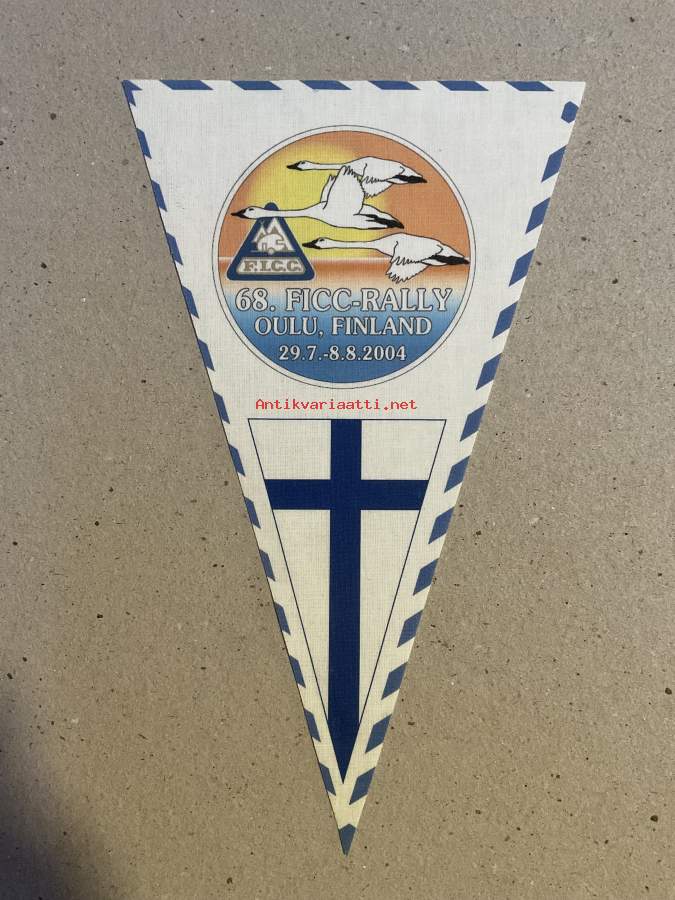 F.I.C.C.
68. FICC-RALLY
OULU, FINLAND
29.7.-8.8.2004
Antikvariaatti.net